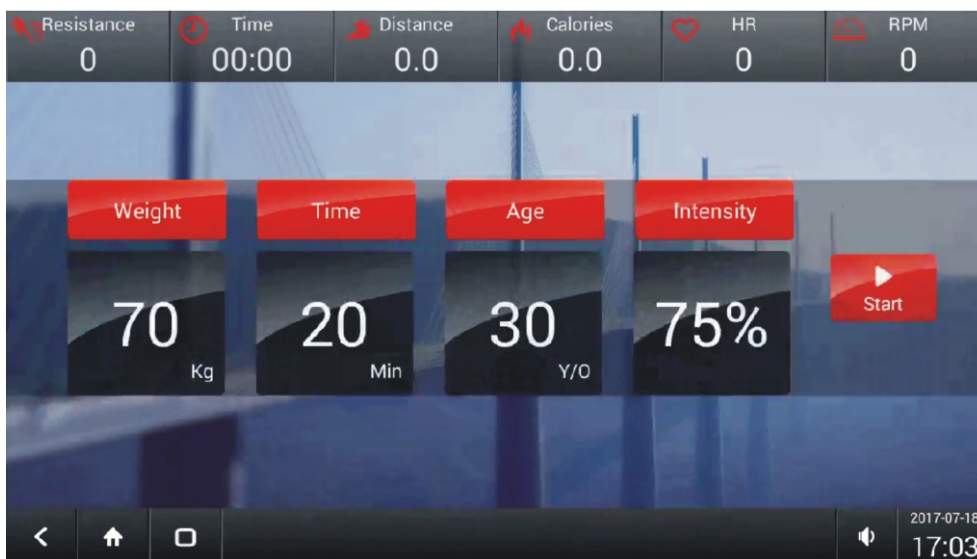 Resistance Time Distance Calories HR RPM
0 00:00 0.0 0.0 0 0
Weight Time Age Intensity
70 20 30 75%
Start
Kg Min Y/O
2017-07-18
17:03